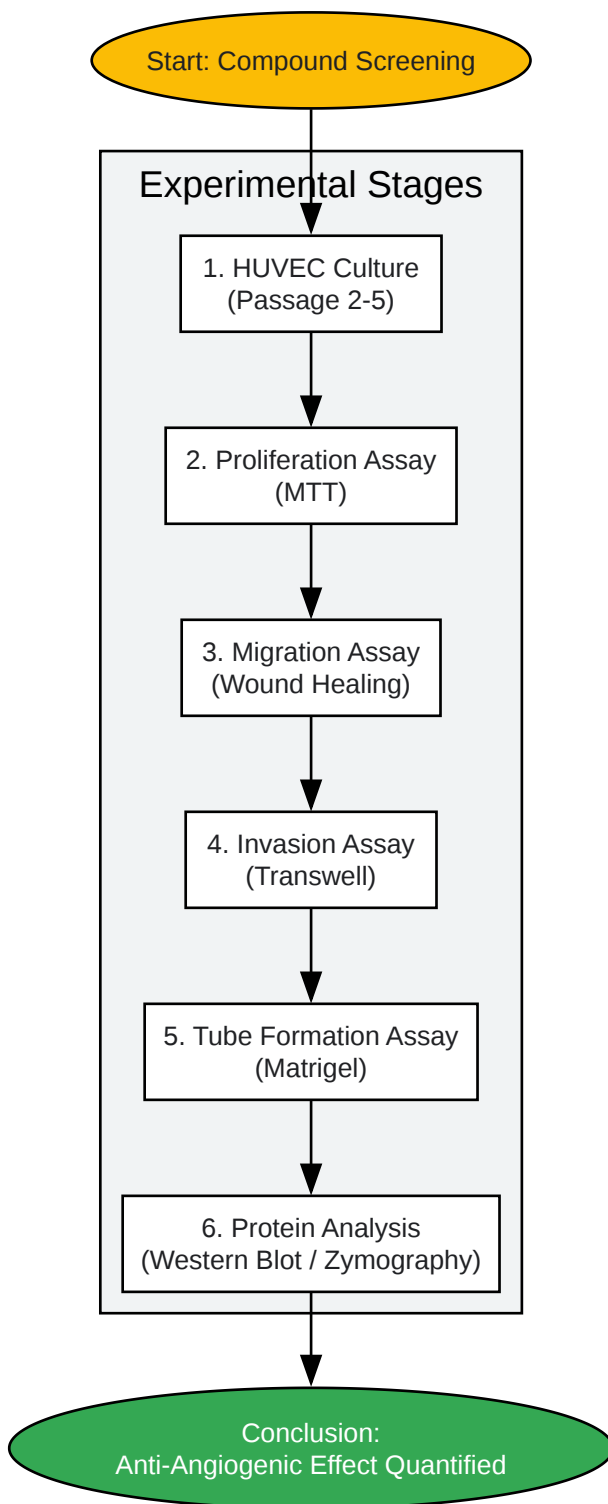 Start: Compound Screening
Experimental Stages
1. HUVEC Culture
(Passage 2-5)
2. Proliferation Assay
(MTT)
3. Migration Assay
(Wound Healing)
4. Invasion Assay
(Transwell)
5. Tube Formation Assay
(Matrigel)
6. Protein Analysis
(Western Blot / Zymography)
Conclusion:
Anti-Angiogenic Effect Quantified